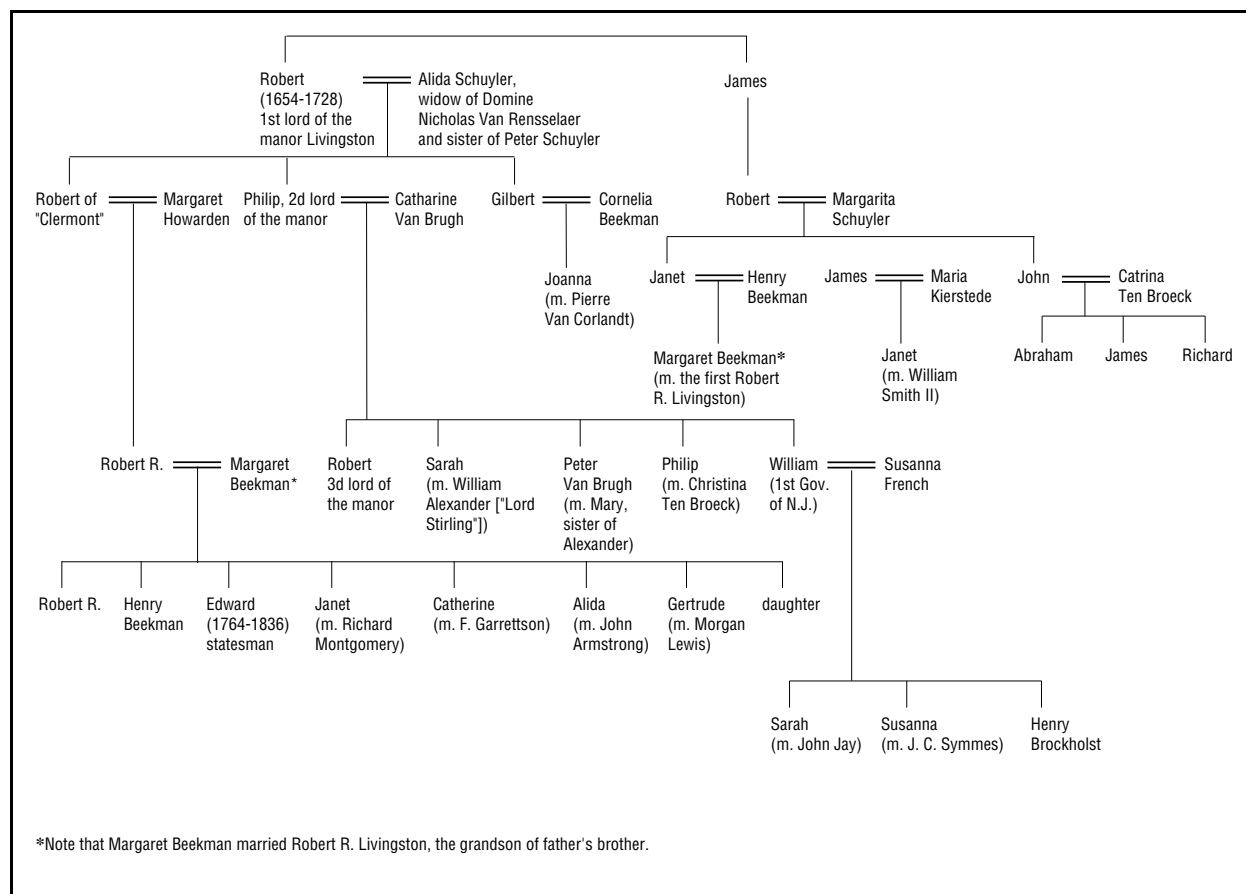 Robert
(1654-1728)
1st lord of the
manor Livingston
Alida Schuyler,
widow of Domine
Nicholas Van Rensselaer
and sister of Peter Schuyler
James
Robert of
"Clermont"
Margaret
Howarden
Philip, 2d lord
of the manor
Catharine
Van Brugh
Gilbert
Cornelia
Beekman
Robert
Margarita
Schuyler
Joanna
(m. Pierre
Van Corlandt)
Janet
Henry
Beekman
James
Maria
Kierstede
John
Catrina
Ten Broeck
Margaret Beekman*
(m. the first Robert
R. Livingston)
Janet
(m. William
Smith II)
Abraham
James
Richard
Robert R.
Margaret
Beekman*
Robert
3d lord of
the manor
Sarah
(m. William
Alexander ["Lord
Stirling"])
Peter
Van Brugh
(m. Mary,
sister of
Alexander)
Philip
(m. Christina
Ten Broeck)
William
(1st Gov.
of N.J.)
Susanna
French
Robert R.
Henry
Beekman
Edward
(1764-1836)
statesman
Janet
(m. Richard
Montgomery)
Catherine
(m. F. Garrettson)
Alida
(m. John
Armstrong)
Gertrude
(m. Morgan
Lewis)
daughter
Sarah
(m. John Jay)
Susanna
(m. J. C. Symmes)
Henry
Brockholst
*Note that Margaret Beekman married Robert R. Livingston, the grandson of father's brother.